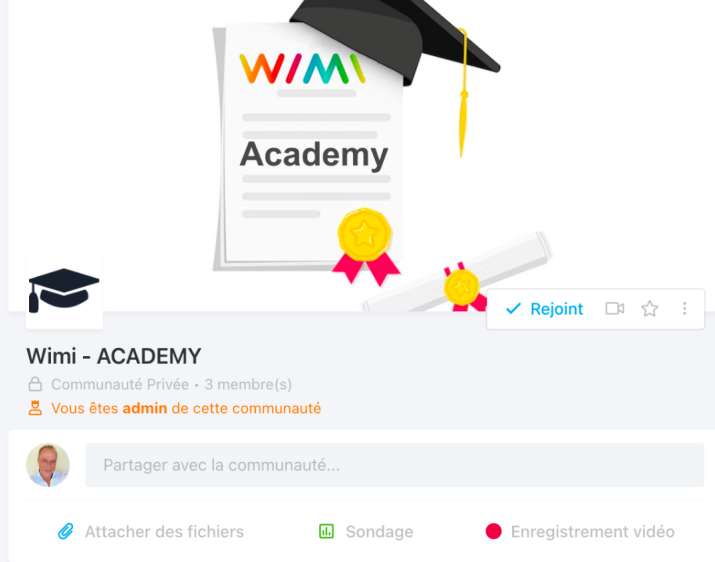 WIMI
Academy
Rejoint
Wimi - ACADEMY
Communauté Privée • 3 membre(s)
Vous êtes admin de cette communauté
Partager avec la communauté...
Attacher des fichiers
Sondage
Enregistrement vidéo